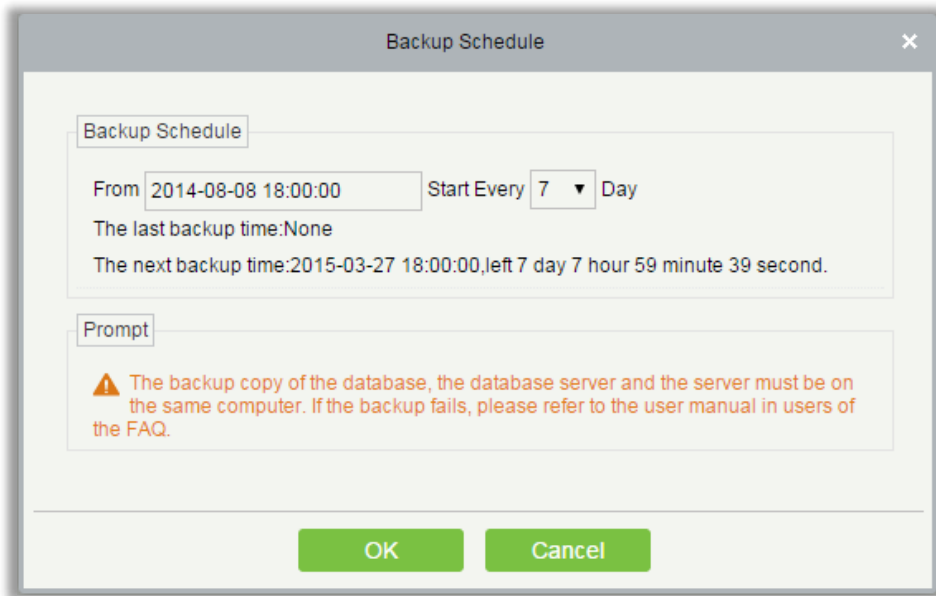 Backup Schedule
Backup Schedule
From 2014-08-08 18:00:00 Start Every 7 Day
The last backup time:None
The next backup time:2015-03-27 18:00:00,left 7 day 7 hour 59 minute 39 second.
Prompt
The backup copy of the database, the database server and the server must be on
the same computer. If the backup fails, please refer to the user manual in users of
the FAQ.
OK Cancel